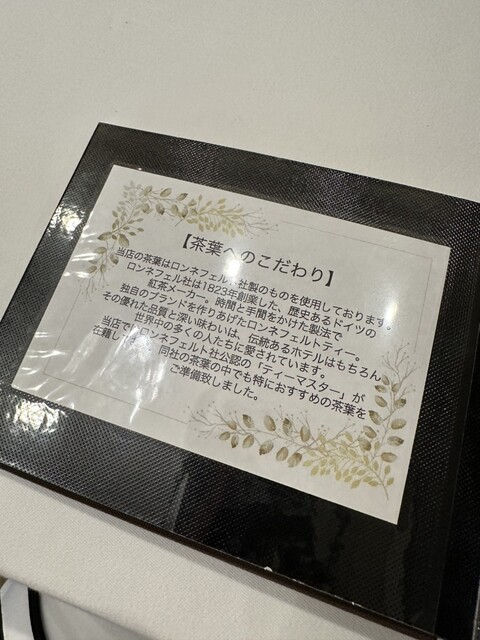 【茶葉へのこだわり】
当店の茶葉はロンネフェルト社製のものを使用しております。
ロンネフェル社は1823年創業した、歴史あるドイツの
紅茶メーカー。時間と手間をかけた製法で
独自のブランドを作りあげたロンネフェルトティー。
その優れた品質と深い味わいは、伝統あるホテルはもちろん
世界中の多くの人たちに愛されています。
当店ではロンネフェルト社公認の「ティーマスター」が
在籍し、同社の茶葉の中でも特におすすめの茶葉を
ご準備致しました。